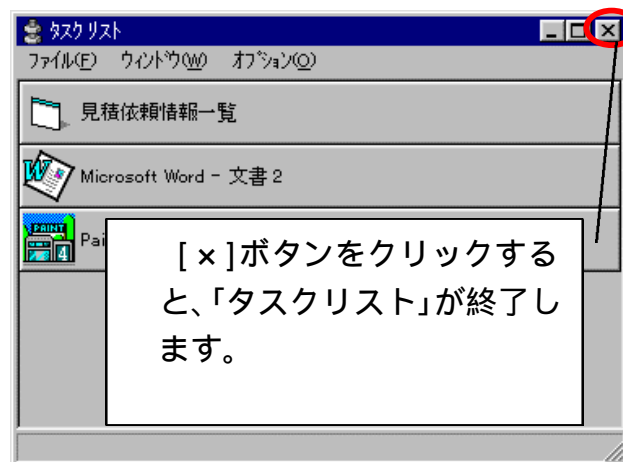 タスクリスト
ファイル(F) ウィンドウ(W) オプション(O)
見積依頼情報一覧
Microsoft Word - 文書 2
PAINT
4
Pai
[×]ボタンをクリックする
と、「タスクリスト」が終了し
ます。